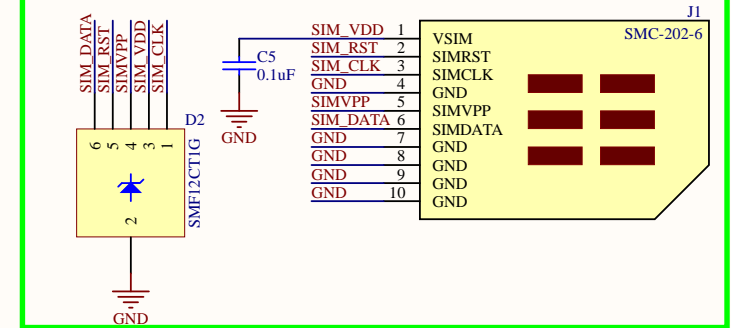 SIM_DATA
SIM_RST
SIMVPP
SIM_VDD
SIM_CLK
6
5
4
3
1
D2
SMF12CT1G
2
GND
C5
0.1uF
GND
J1
SMC-202-6
SIM_VDD 1 VSIM
SIM_RST 2 SIMRST
SIM_CLK 3 SIMCLK
GND 4 GND
SIMVPP 5 SIMVPP
SIM_DATA 6 SIMDATA
GND 7 GND
GND 8 GND
GND 9 GND
GND 10 GND